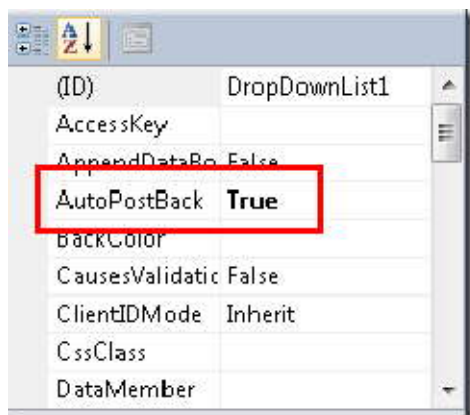 A
Z
(ID) DropDownList1
AccessKey
AppendDataBo False
AutoPostBack True
BackColor
CausesValidatic False
ClientIDMode Inherit
CssClass
DataMember